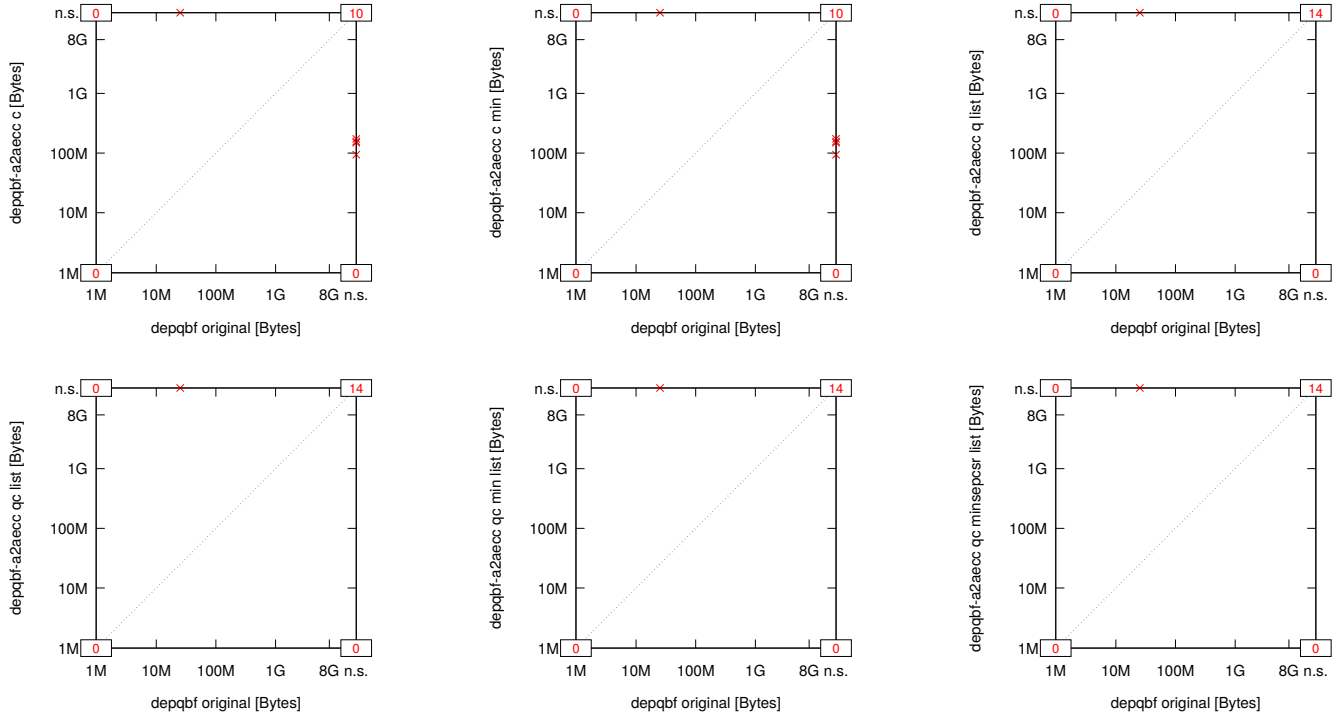 n.s. 0 10
8G
1G
100M
10M
1M 0 0
1M 10M 100M 1G 8G n.s.
depqbf original [Bytes]
depqbf-a2aecc c [Bytes]
n.s. 0 10
8G
1G
100M
10M
1M 0 0
1M 10M 100M 1G 8G n.s.
depqbf original [Bytes]
depqbf-a2aecc c min [Bytes]
n.s. 0 14
8G
1G
100M
10M
1M 0 0
1M 10M 100M 1G 8G n.s.
depqbf original [Bytes]
depqbf-a2aecc q list [Bytes]
n.s. 0 14
8G
1G
100M
10M
1M 0 0
1M 10M 100M 1G 8G n.s.
depqbf original [Bytes]
depqbf-a2aecc qc list [Bytes]
n.s. 0 14
8G
1G
100M
10M
1M 0 0
1M 10M 100M 1G 8G n.s.
depqbf original [Bytes]
depqbf-a2aecc qc min list [Bytes]
n.s. 0 14
8G
1G
100M
10M
1M 0 0
1M 10M 100M 1G 8G n.s.
depqbf original [Bytes]
depqbf-a2aecc qc minsepcsr list [Bytes]